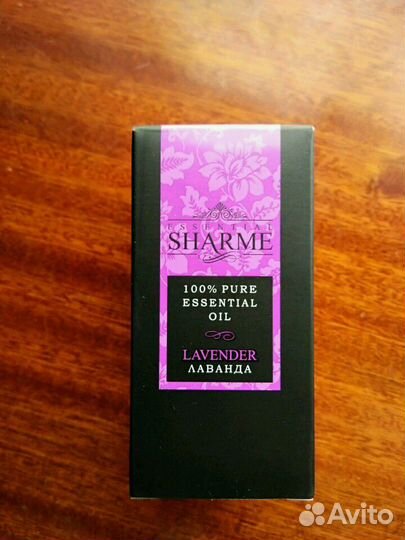 ESSENTIAL
SHARME
100% PURE
ESSENTIAL
OIL
LAVENDER
ЛАВАНДА
Avito